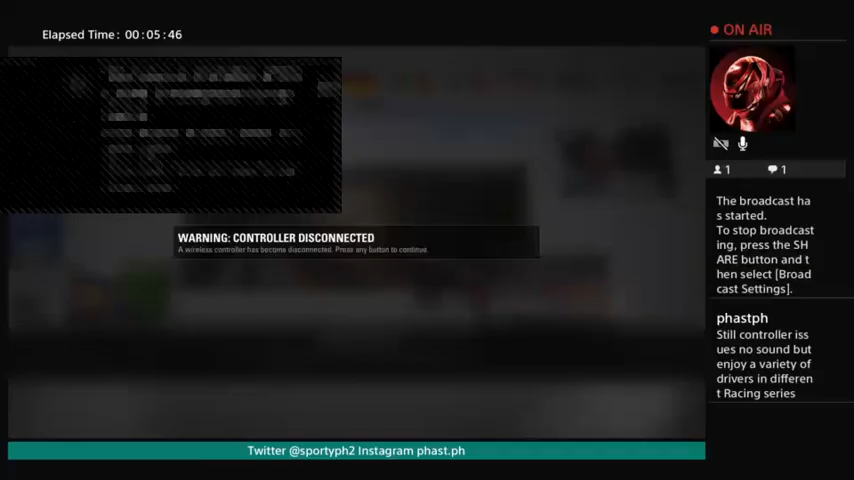 Elapsed Time: 00:05:46
ON AIR
1
1
WARNING: CONTROLLER DISCONNECTED
A wireless controller has become disconnected. Press any button to continue.
The broadcast ha
s started.
To stop broadcast
ing, press the SH
ARE button and t
hen select [Broad
cast Settings].
phastph
Still controller iss
ues no sound but
enjoy a variety of
drivers in differen
t Racing series
Twitter @sportyph2 Instagram phast.ph